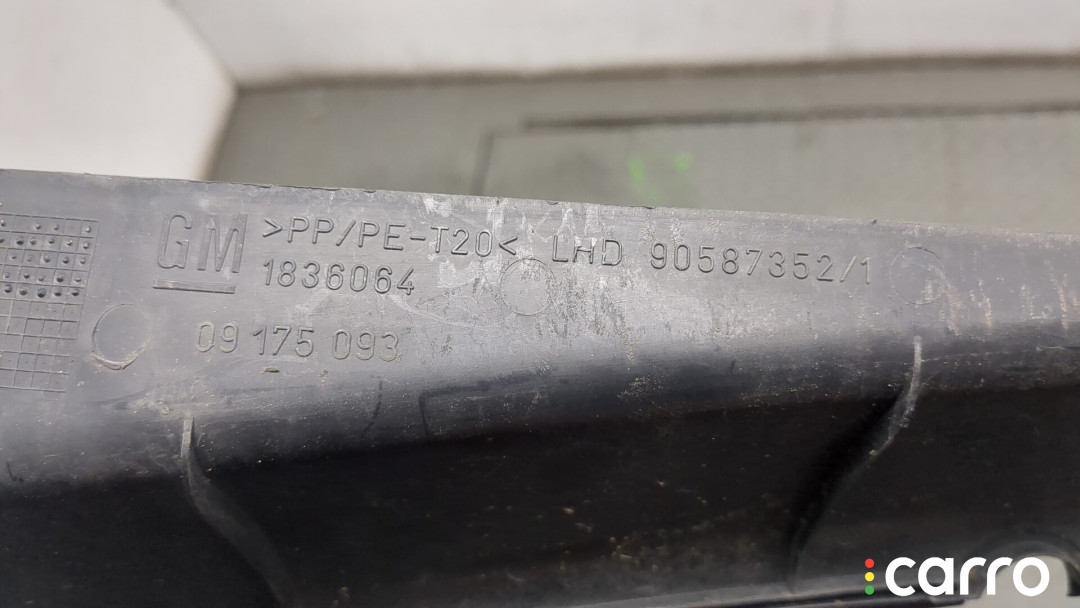 GM >PP/PE-T20< LHD 90587352/1
1836064
09 175 093
carro